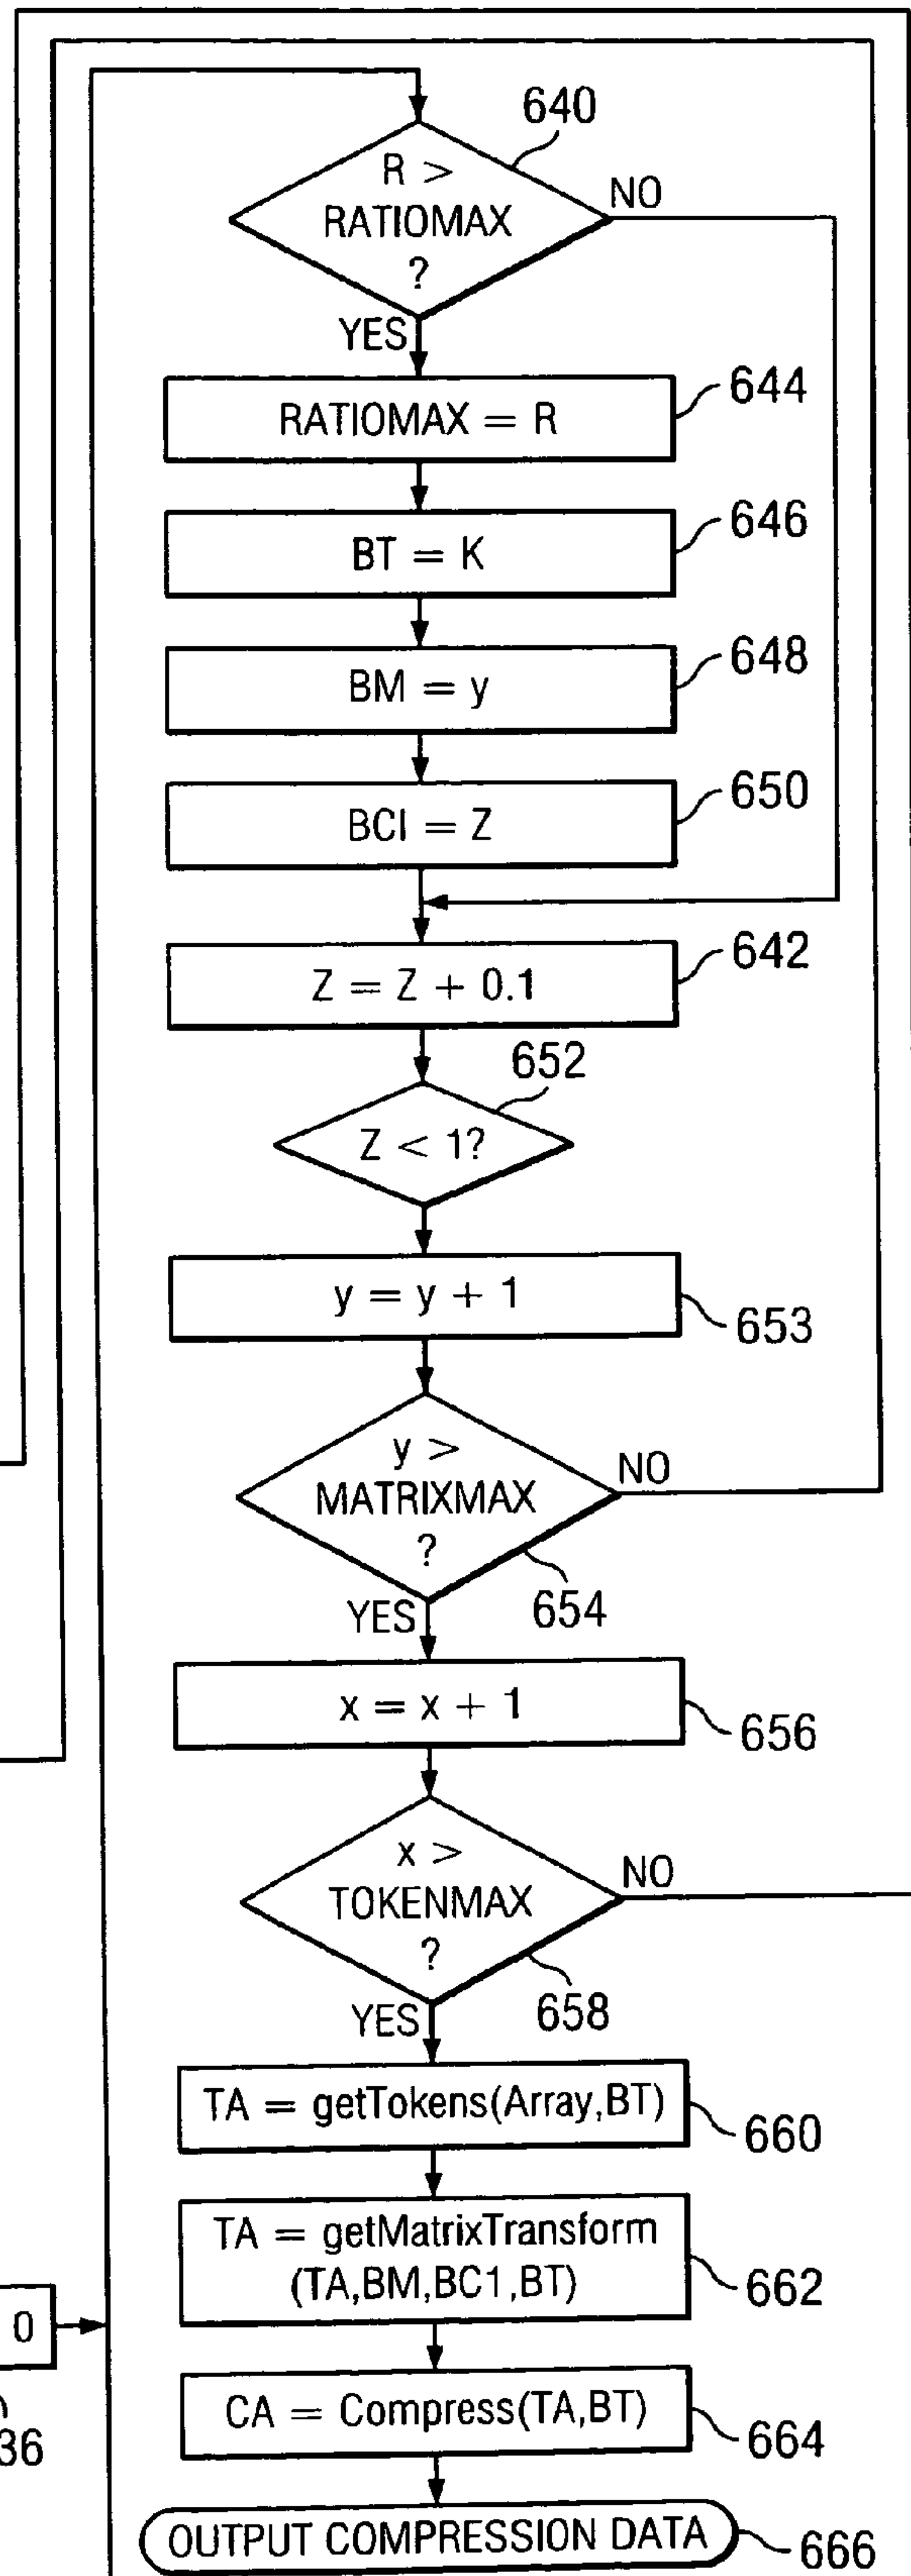 640
R >
RATIOMAX
?
NO
YES
644
RATIOMAX = R
646
BT = K
648
BM = y
650
BCI = Z
642
Z = Z + 0.1
652
Z < 1?
y = y + 1
653
y >
MATRIXMAX
?
NO
654
YES
x = x + 1
656
x >
TOKENMAX
?
NO
658
YES
TA = getTokens(Array,BT)
660
TA = getMatrixTransform
(TA,BM,BC1,BT)
662
0
36
CA = Compress(TA,BT)
664
OUTPUT COMPRESSION DATA
666